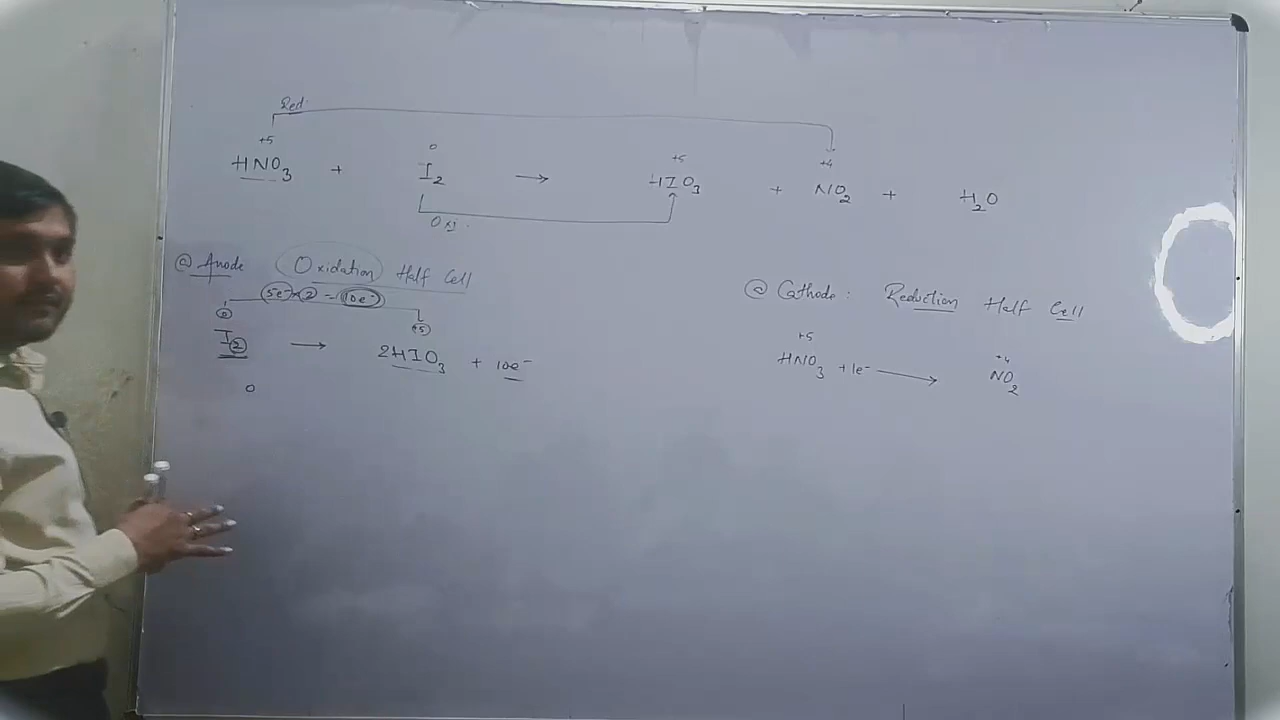 Red.
+5 0 +5 +4
HNO3 + I2 → HIO3 + NO2 + H2O
Oxi.
@ Anode Oxidation Half Cell
5e- × 2 = 10e-
0 +5
I2 → 2HIO3 + 10e-
0
@ Cathode : Reduction Half Cell
+5 +4
HNO3 + 1e- → NO2